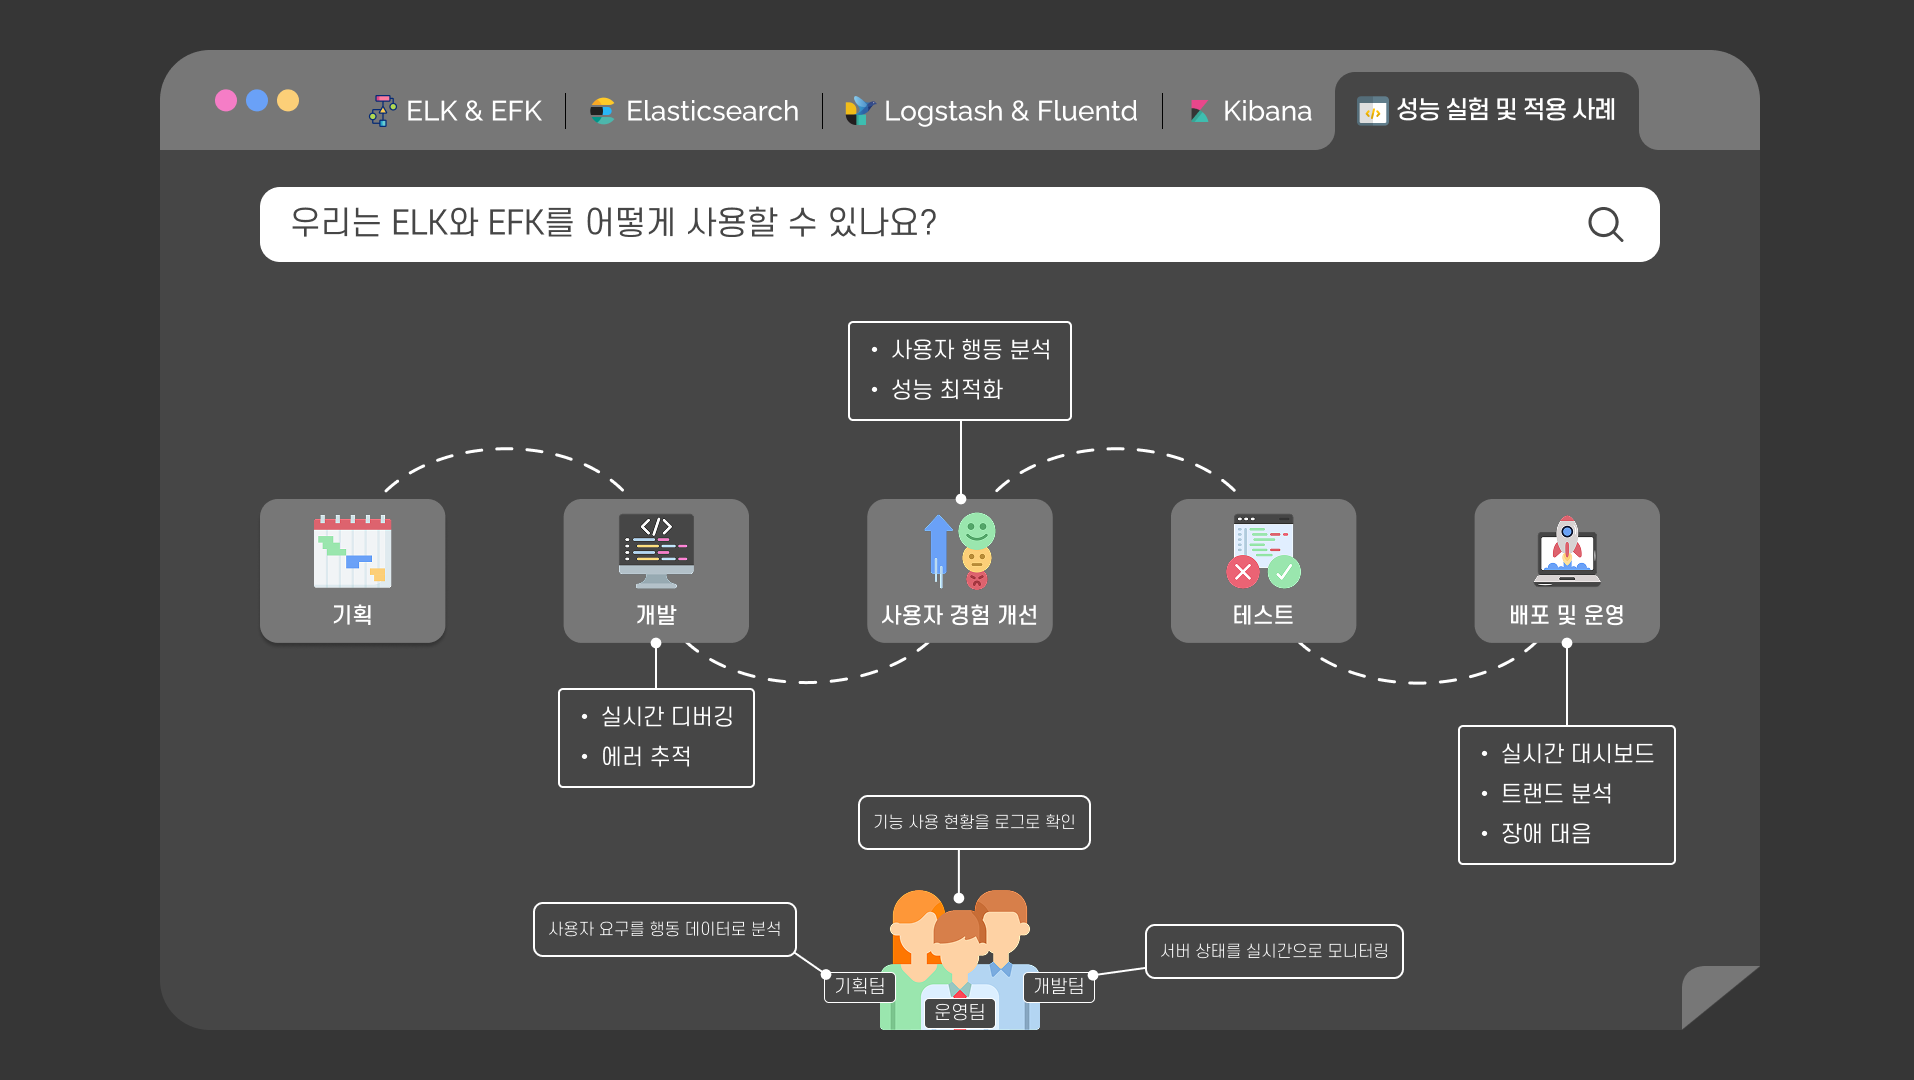 ELK & EFK
Elasticsearch
Logstash & Fluentd
Kibana
성능 실험 및 적용 사례
우리는 ELK와 EFK를 어떻게 사용할 수 있나요?
• 사용자 행동 분석
• 성능 최적화
기획
개발
사용자 경험 개선
테스트
배포 및 운영
• 실시간 디버깅
• 에러 추적
• 실시간 대시보드
• 트랜드 분석
• 장애 대음
기능 사용 현황을 로그로 확인
사용자 요구를 행동 데이터로 분석
서버 상태를 실시간으로 모니터링
기획팀
개발팀
운영팀